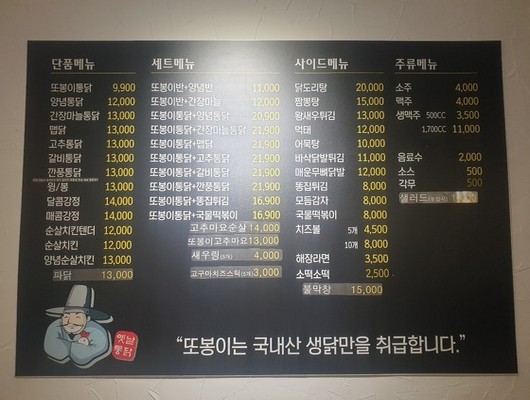 단품메뉴
또봉이통닭 9,900
양념통닭 12,000
간장마늘통닭 13,000
맵닭 13,000
고추통닭 13,000
갈비통닭 13,000
깐풍통닭 13,000
윙/봉 13,000
달콤강정 14,000
매콤강정 14,000
순살치킨텐더 12,000
순살치킨 12,000
양념순살치킨 13,000
파닭 13,000
세트메뉴
또봉이반+양념반 11,000
또봉이반+간장마늘 12,000
또봉이통닭+양념통닭 20,900
또봉이통닭+간장마늘통닭 21,900
또봉이통닭+맵닭 21,900
또봉이통닭+고추통닭 21,900
또봉이통닭+갈비통닭 21,900
또봉이통닭+깐풍통닭 21,900
또봉이통닭+똥집튀김 16,900
또봉이통닭+국물떡볶이 16,900
고추마요순살 14,000
또봉이고추마요 13,000
새우링 4,000
고구마치즈스틱(5개) 3,000
사이드메뉴
닭도리탕 20,000
짬뽕탕 15,000
왕새우튀김 13,000
먹태 12,000
어묵탕 10,000
바식닭발튀김 11,000
매운무뼈닭발 12,000
똥집튀김 8,000
모듬감자 8,000
국물떡볶이 8,000
치즈볼 5개 4,500
10개 8,000
해장라면 3,500
소떡소떡 2,500
불막창 15,000
주류메뉴
소주 4,000
맥주 4,000
생맥주 500CC 3,500
1,700CC 11,000
음료수 2,000
소스 500
각무 500
샐러드
옛날
통닭
“또봉이는 국내산 생닭만을 취급합니다.”